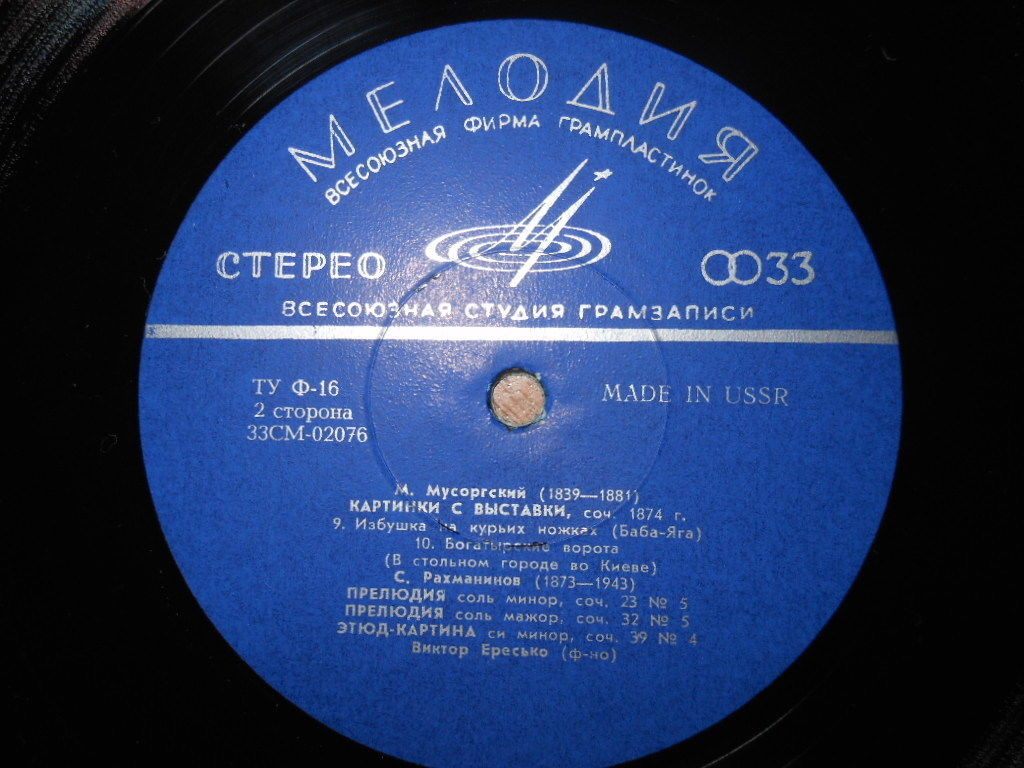 МЕЛОДИЯ
ВСЕСОЮЗНАЯ ФИРМА ГРАМПЛАСТИНОК
СТЕРЕО
33
ВСЕСОЮЗНАЯ СТУДИЯ ГРАМЗАПИСИ
ТУ Ф-16
2 сторона
33СМ-02076
MADE IN USSR
М. Мусоргский (1839—1881)
КАРТИНКИ С ВЫСТАВКИ, соч. 1874 г.
9. Избушка на курьих ножках (Баба-Яга)
10. Богатырские ворота
(В стольном городе во Киеве)
С. Рахманинов (1873—1943)
ПРЕЛЮДИЯ соль минор, соч. 23 № 5
ПРЕЛЮДИЯ соль мажор, соч. 32 № 5
ЭТЮД-КАРТИНА си минор, соч. 39 № 4
Виктор Ересько (ф-но)